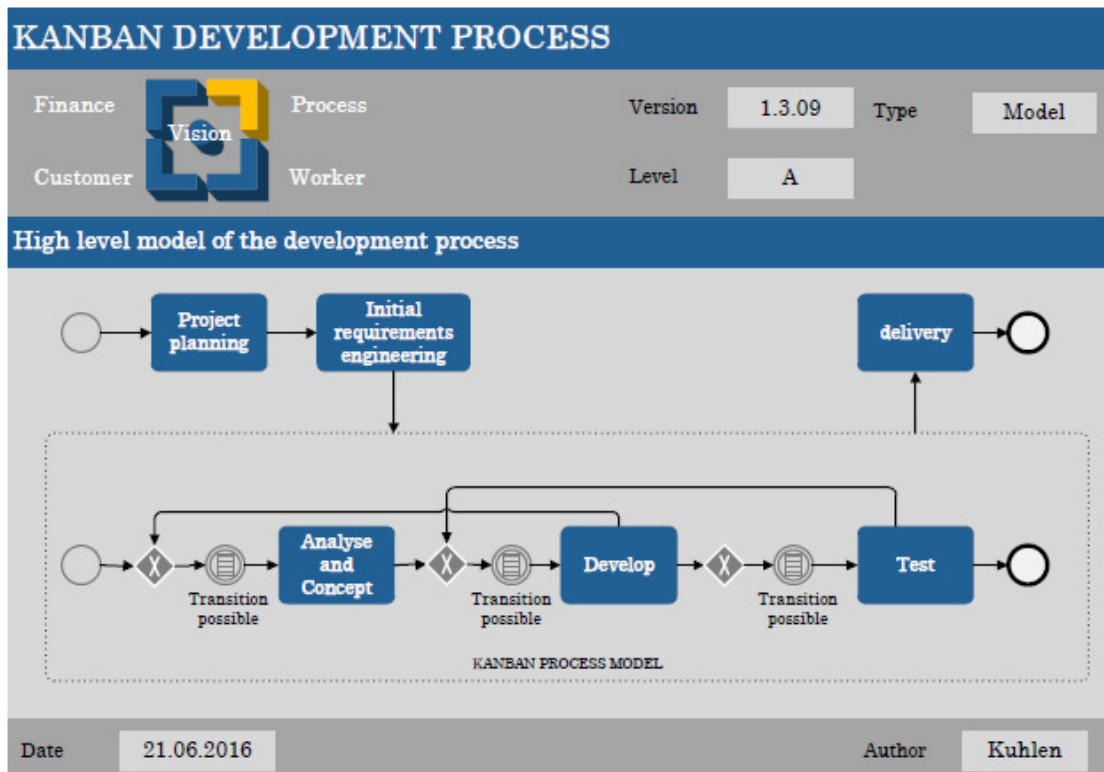 KANBAN DEVELOPMENT PROCESS
Finance
Process
Vision
Customer
Worker
Version
1.3.09
Type
Model
Level
A
High level model of the development process
Project
planning
Initial
requirements
engineering
delivery
X
Transition
possible
Analyse
and
Concept
X
Transition
possible
Develop
X
Transition
possible
Test
KANBAN PROCESS MODEL
Date
21.06.2016
Author
Kuhlen